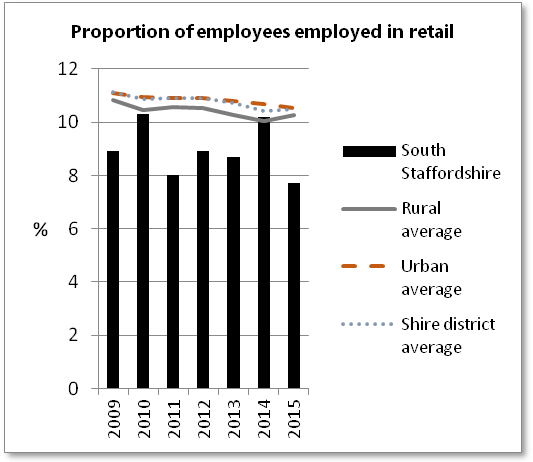 Proportion of employees employed in retail
12
10
8
6
4
2
0
%
2009
2010
2011
2012
2013
2014
2015
South
Staffordshire
Rural
average
Urban
average
Shire district
average